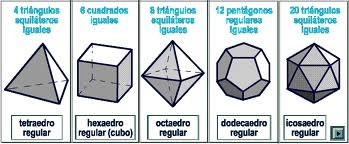 4 triángulos
equiláteros
iguales
6 cuadrados
iguales
8 triángulos
equiláteros
iguales
12 pentágonos
regulares
iguales
20 triángulos
equiláteros
iguales
tetraedro
regular
hexaedro
regular (cubo)
octaedro
regular
dodecaedro
regular
icosaedro
regular